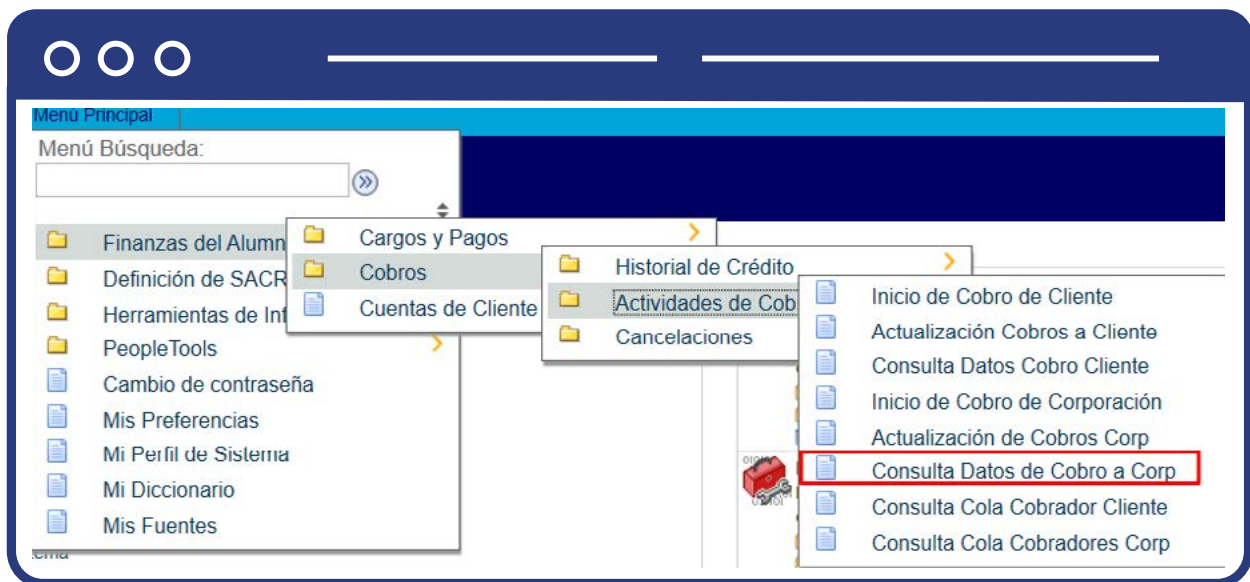 Menú Principal
Menú Búsqueda:
Finanzas del Alumn
Definición de SACR
Herramientas de Int
PeopleTools
Cambio de contraseña
Mis Preferencias
Mi Perfil de Sistema
Mi Diccionario
Mis Fuentes
Cargos y Pagos
Cobros
Cuentas de Cliente
Historial de Crédito
Actividades de Cob
Cancelaciones
Inicio de Cobro de Cliente
Actualización Cobros a Cliente
Consulta Datos Cobro Cliente
Inicio de Cobro de Corporación
Actualización de Cobros Corp
Consulta Datos de Cobro a Corp
Consulta Cola Cobrador Cliente
Consulta Cola Cobradores Corp